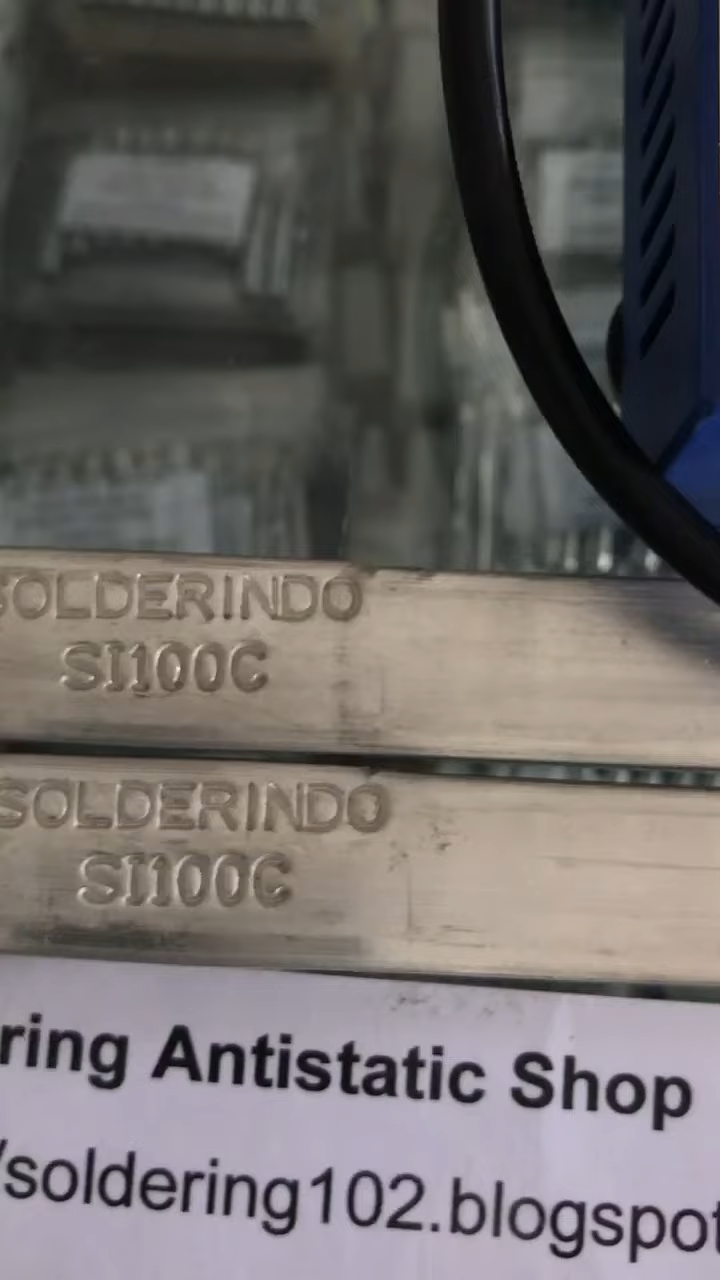 SOLDERINDO
SI100C
SOLDERINDO
SI100C
ring Antistatic Shop
/soldering102.blogspot